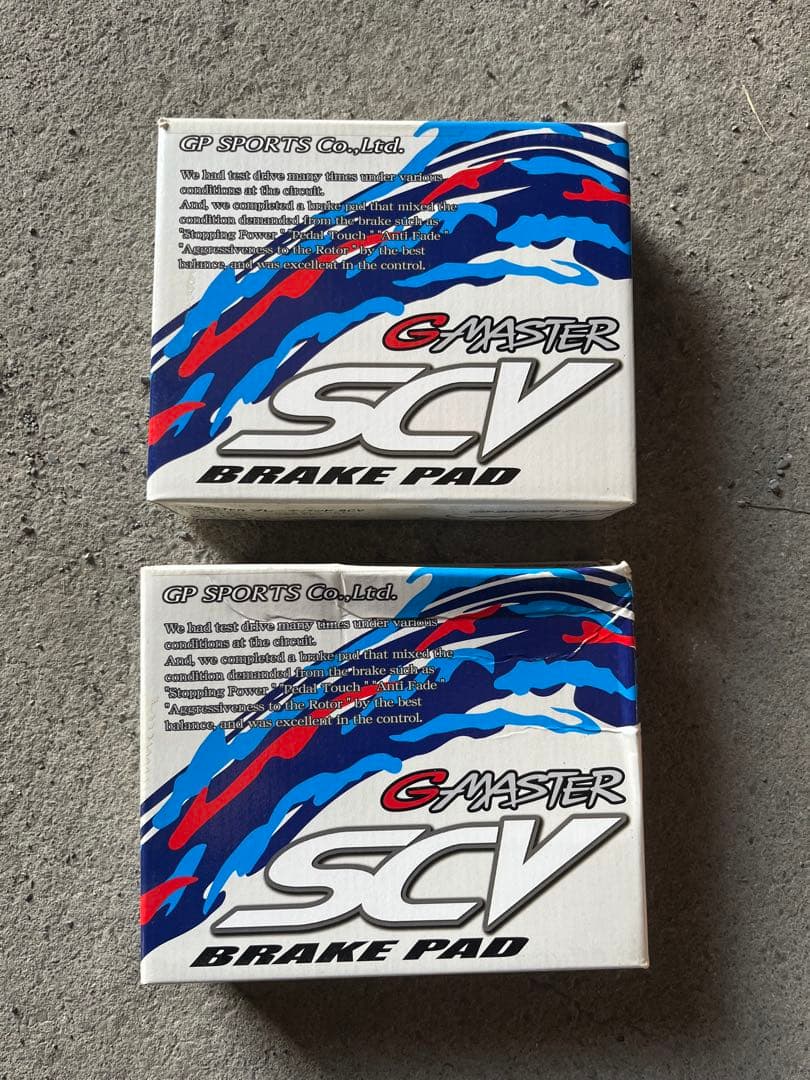 GP SPORTS Co.,Ltd.
We had test drive many times under various
conditions at the circuit.
And, we completed a brake pad that mixed the
condition demanded from the brake such as
"Stopping Power" "Pedal Touch" "Anti Fade"
"Aggressiveness to the Rotor" by the best
balance, and was excellent in the control.
G-MASTER
SCV
BRAKE PAD
GP SPORTS Co.,Ltd.
We had test drive many times under various
conditions at the circuit.
And, we completed a brake pad that mixed the
condition demanded from the brake such as
"Stopping Power" "Pedal Touch" "Anti Fade"
"Aggressiveness to the Rotor" by the best
balance, and was excellent in the control.
G-MASTER
SCV
BRAKE PAD